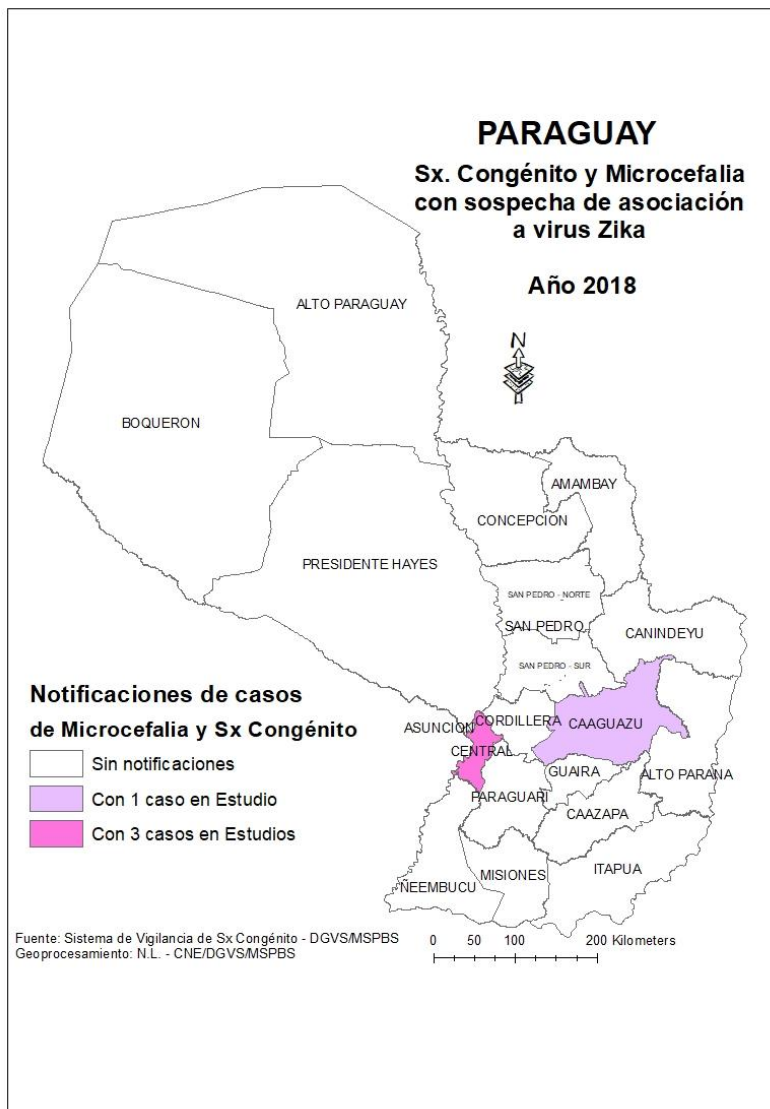 PARAGUAY
Sx. Congénito y Microcefalia
con sospecha de asociación
a virus Zika
Año 2018
N
ALTO PARAGUAY
BOQUERON
AMAMBAY
CONCEPCION
PRESIDENTE HAYES
SAN PEDRO - NORTE
SAN PEDRO
CANINDEYU
SAN PEDRO - SUR
CORDILLERA
ASUNCION
CAAGUAZU
CENTRAL
GUAIRA
ALTO PARANA
PARAGUARI
CAAZAPA
ITAPUA
MISIONES
ÑEEMBUCU
Notificaciones de casos
de Microcefalia y Sx Congénito
Sin notificaciones
Con 1 caso en Estudio
Con 3 casos en Estudios
Fuente: Sistema de Vigilancia de Sx Congénito - DGVS/MSPBS
Geoprocesamiento: N.L. - CNE/DGVS/MSPBS
0 50 100 200 Kilometers